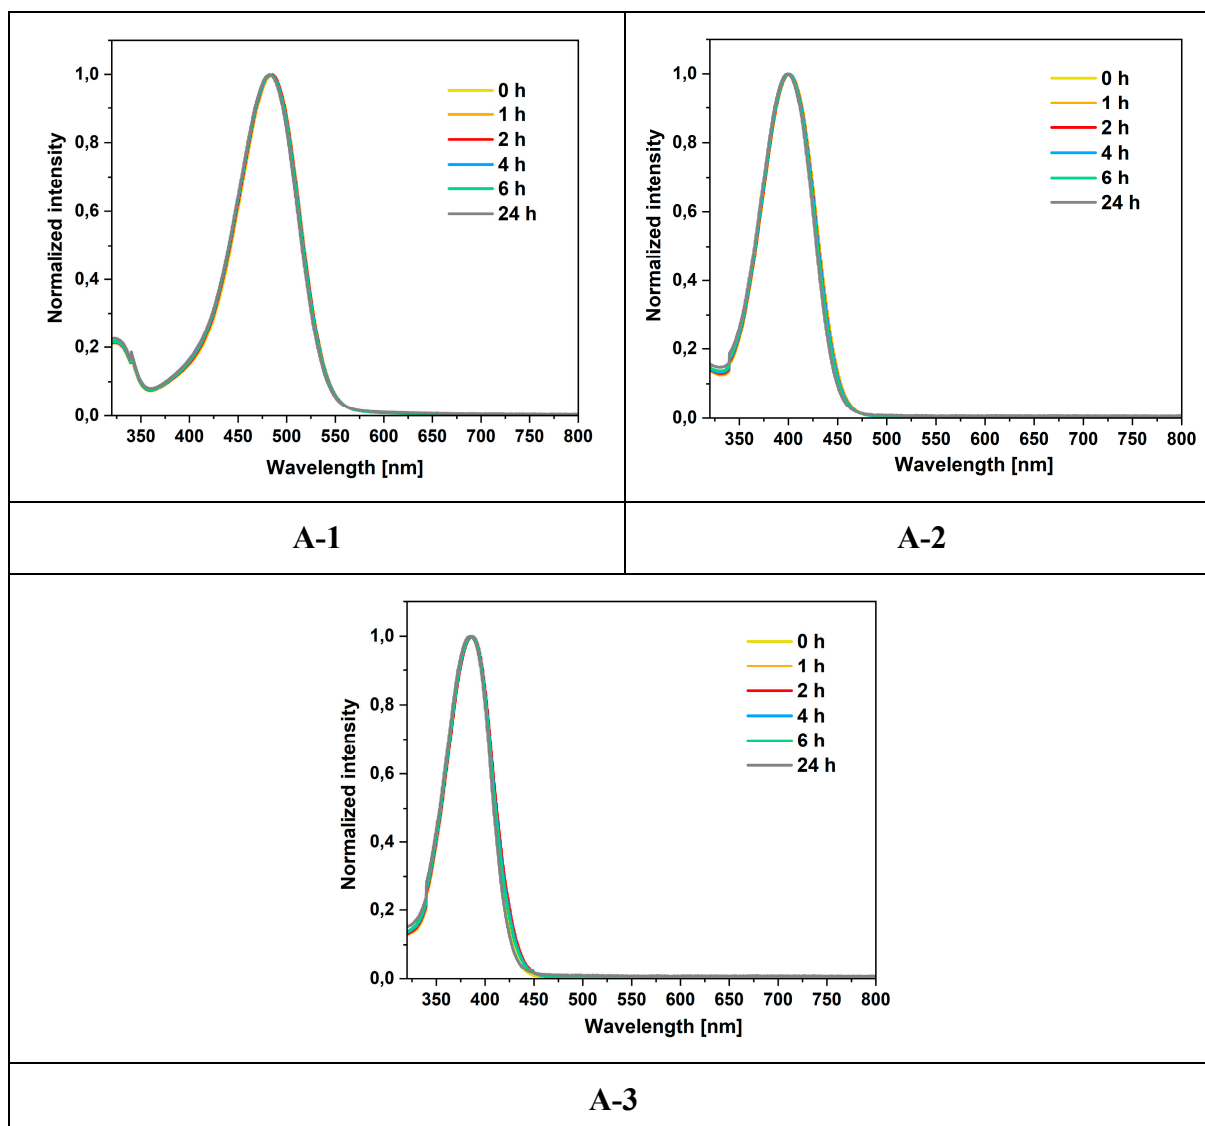 Normalized intensity
1,0
0,8
0,6
0,4
0,2
0,0
350 400 450 500 550 600 650 700 750 800
Wavelength [nm]
0 h
1 h
2 h
4 h
6 h
24 h
Normalized intensity
1,0
0,8
0,6
0,4
0,2
0,0
350 400 450 500 550 600 650 700 750 800
Wavelength [nm]
0 h
1 h
2 h
4 h
6 h
24 h
A-1
A-2
Normalized intensity
1,0
0,8
0,6
0,4
0,2
0,0
350 400 450 500 550 600 650 700 750 800
Wavelength [nm]
0 h
1 h
2 h
4 h
6 h
24 h
A-3